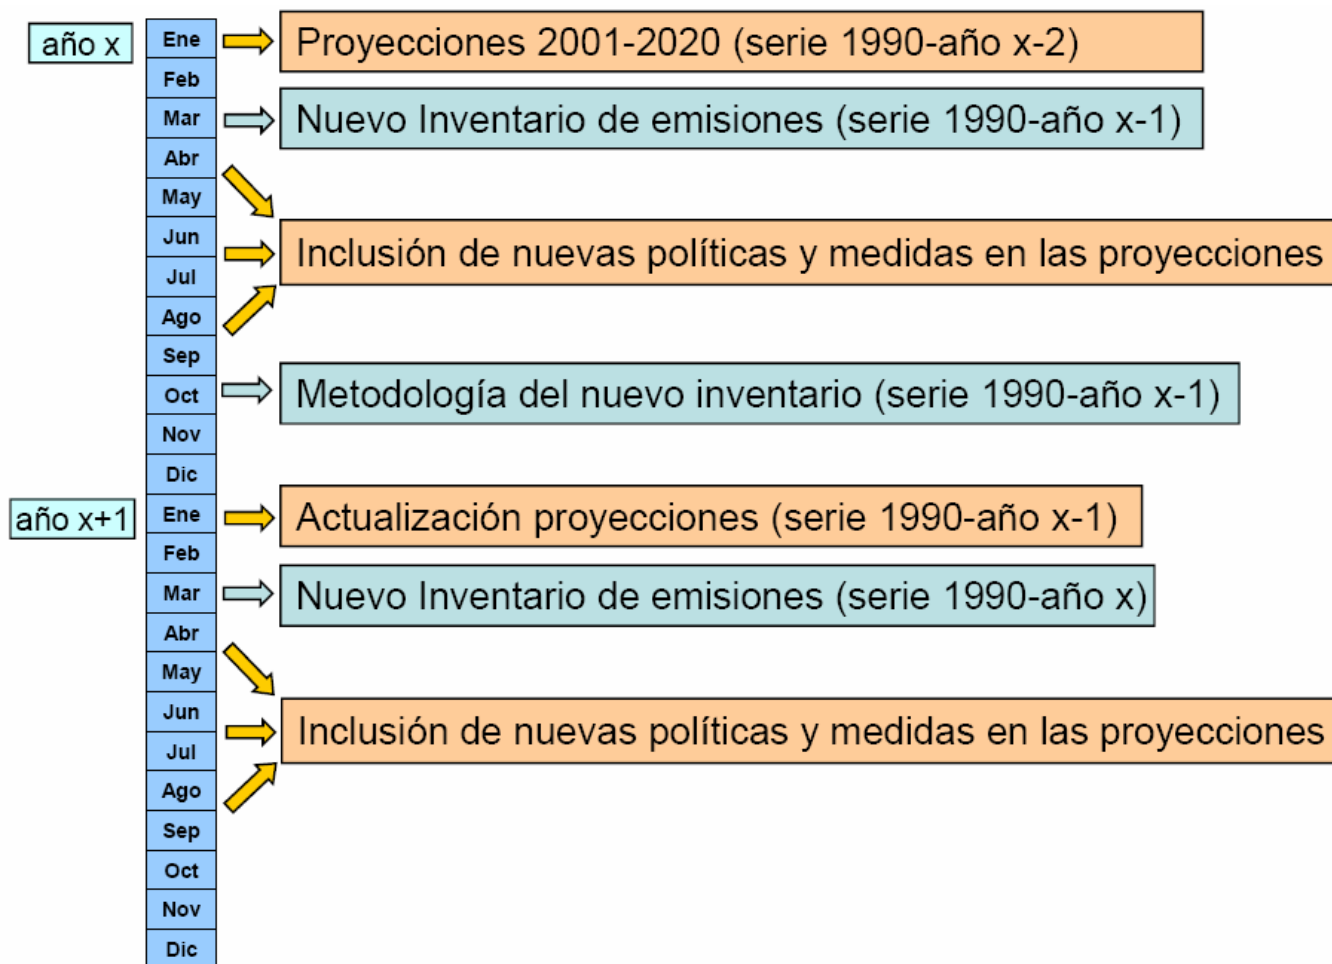 año x
Ene
Proyecciones 2001-2020 (serie 1990-año x-2)
Feb
Mar
Nuevo Inventario de emisiones (serie 1990-año x-1)
Abr
May
Jun
Inclusión de nuevas políticas y medidas en las proyecciones
Jul
Ago
Sep
Oct
Metodología del nuevo inventario (serie 1990-año x-1)
Nov
Dic
año x+1
Ene
Actualización proyecciones (serie 1990-año x-1)
Feb
Mar
Nuevo Inventario de emisiones (serie 1990-año x)
Abr
May
Jun
Inclusión de nuevas políticas y medidas en las proyecciones
Jul
Ago
Sep
Oct
Nov
Dic